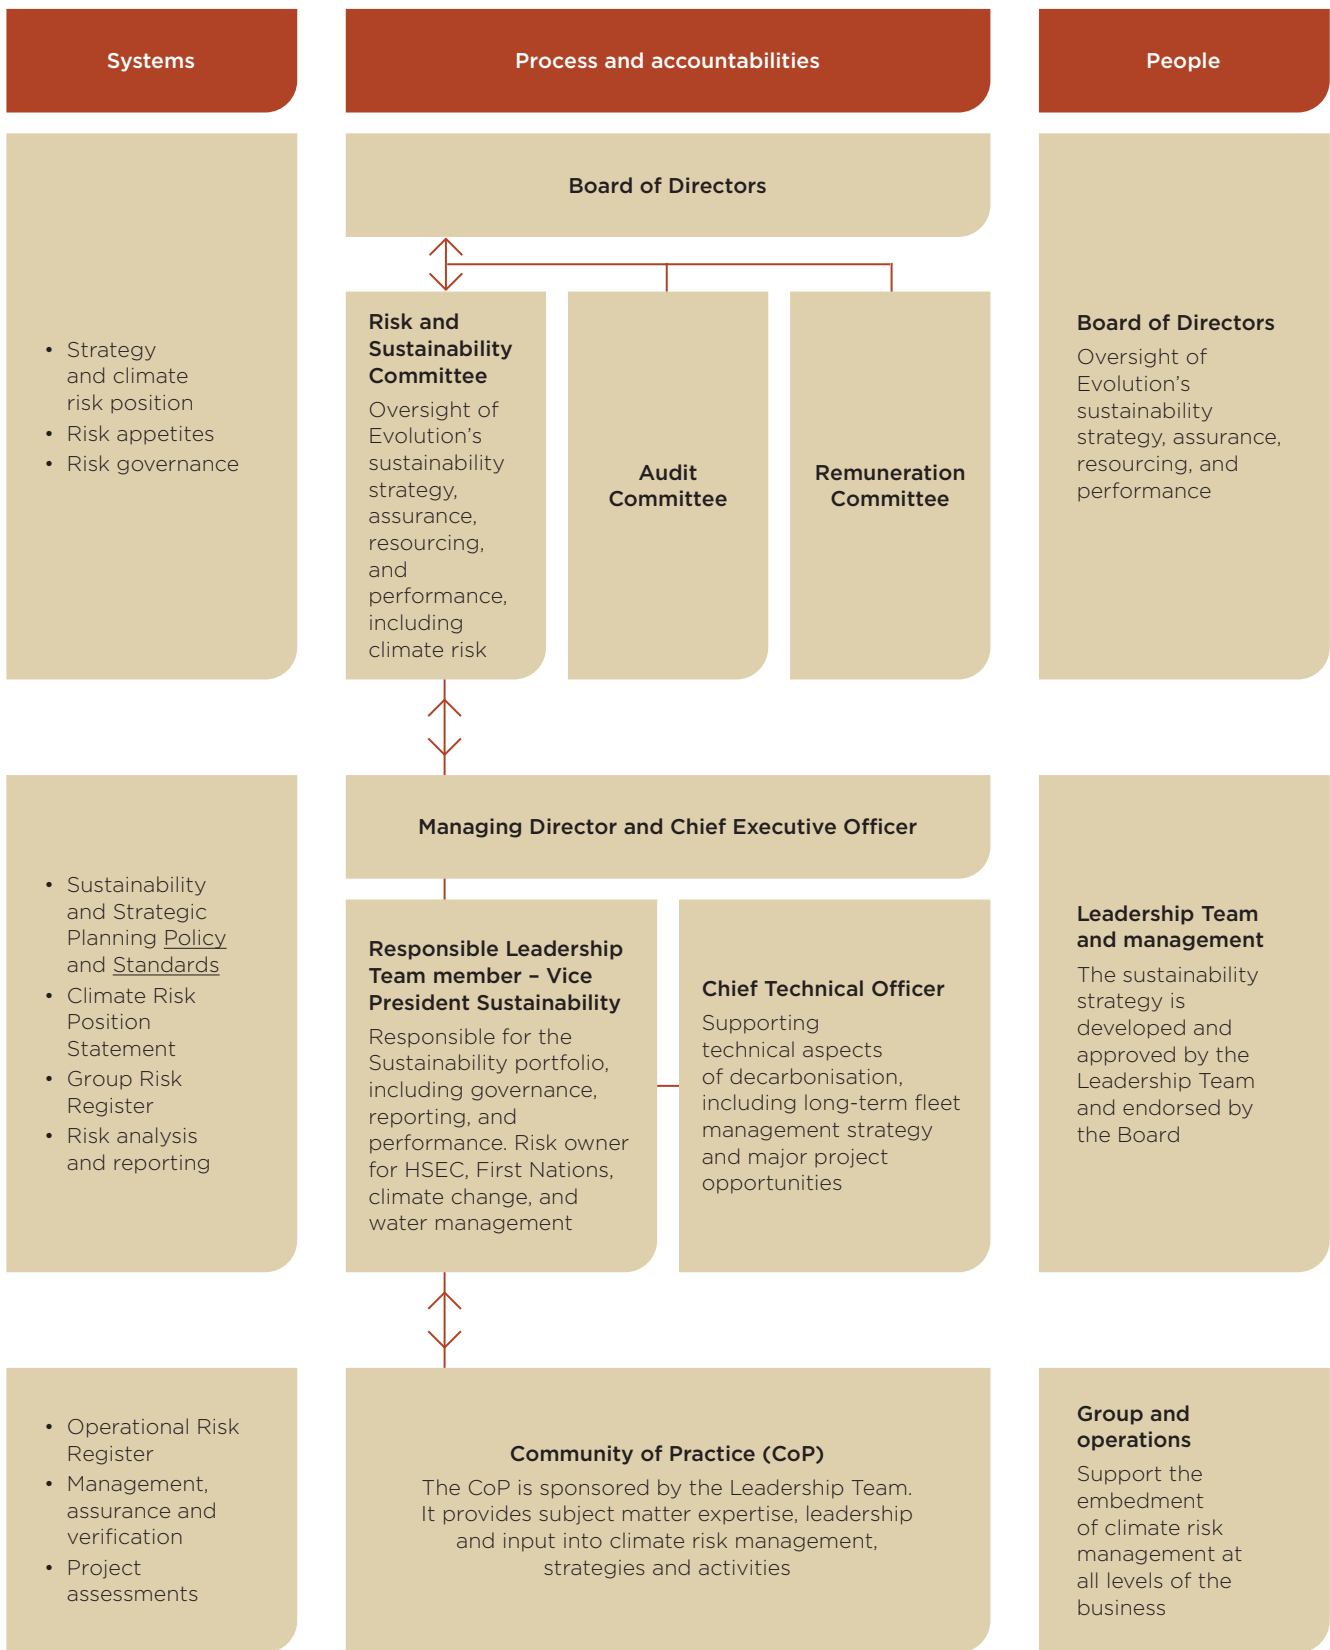 Systems
Process and accountabilities
People
• Strategy
and climate
risk position
• Risk appetites
• Risk governance
Board of Directors
Risk and
Sustainability
Committee
Oversight of
Evolution’s
sustainability
strategy,
assurance,
resourcing,
and
performance,
including
climate risk
Audit
Committee
Remuneration
Committee
Board of Directors
Oversight of
Evolution’s
sustainability
strategy, assurance,
resourcing, and
performance
• Sustainability
and Strategic
Planning Policy
and Standards
• Climate Risk
Position
Statement
• Group Risk
Register
• Risk analysis
and reporting
Managing Director and Chief Executive Officer
Responsible Leadership
Team member – Vice
President Sustainability
Responsible for the
Sustainability portfolio,
including governance,
reporting, and
performance. Risk owner
for HSEC, First Nations,
climate change, and
water management
Chief Technical Officer
Supporting
technical aspects
of decarbonisation,
including long-term fleet
management strategy
and major project
opportunities
Leadership Team
and management
The sustainability
strategy is
developed and
approved by the
Leadership Team
and endorsed by
the Board
• Operational Risk
Register
• Management,
assurance and
verification
• Project
assessments
Community of Practice (CoP)
The CoP is sponsored by the Leadership Team.
It provides subject matter expertise, leadership
and input into climate risk management,
strategies and activities
Group and
operations
Support the
embedment
of climate risk
management at
all levels of the
business